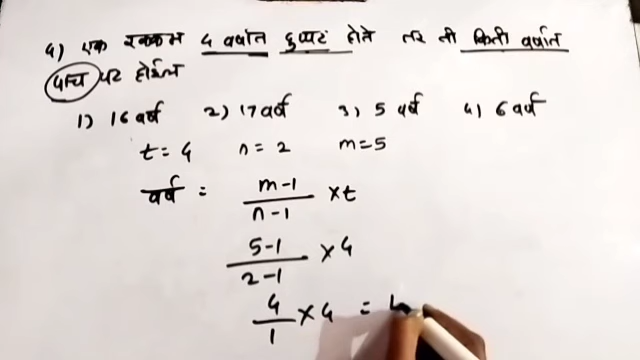 4) एक रक्कम 4 वर्षात दुप्पट होते तर ती किती वर्षात
पाच पट होईल
1) 16 वर्ष 2) 17 वर्ष 3) 5 वर्ष 4) 6 वर्ष
t = 4 n = 2 m = 5
वर्ष = m-1 / n-1 × t
5-1 / 2-1 × 4
4 / 1 × 4 =